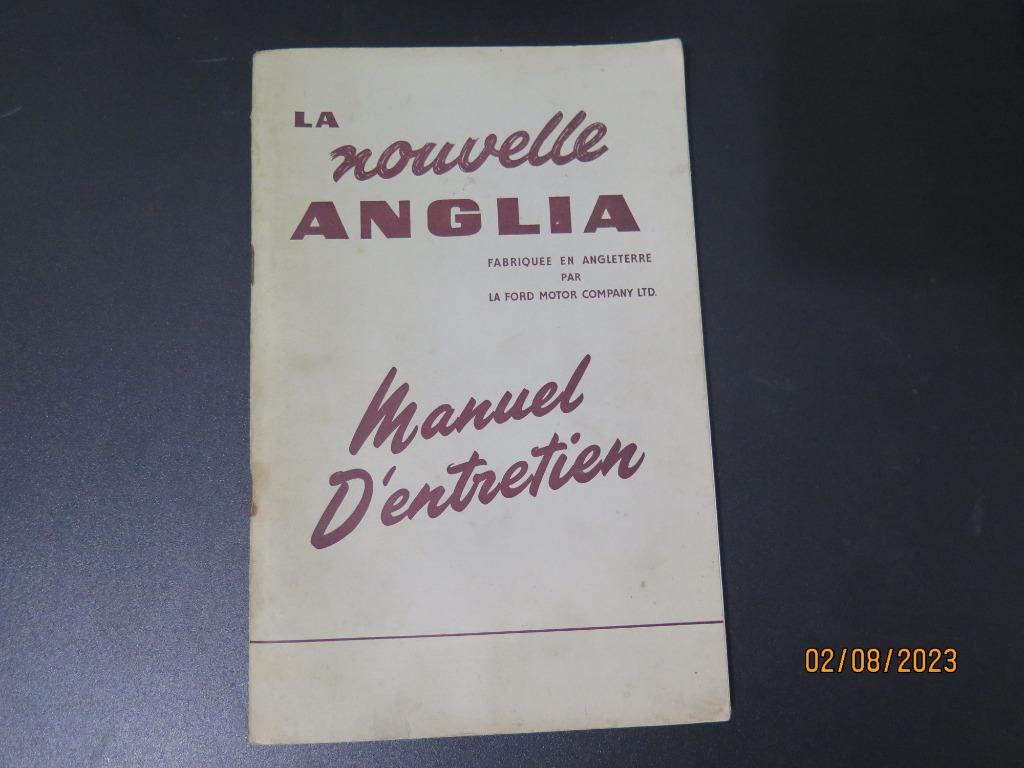 LA
nouvelle
ANGLIA
FABRIQUEE EN ANGLETERRE
PAR
LA FORD MOTOR COMPANY LTD.
Manuel
D'entretien
02/08/2023